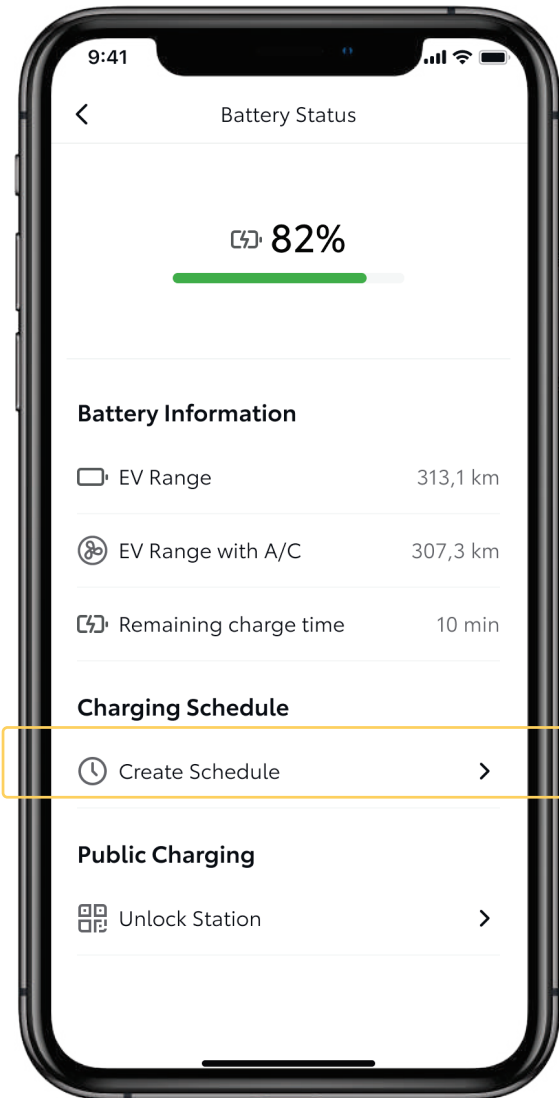 9:41
Battery Status
82%
Battery Information
EV Range 313,1 km
EV Range with A/C 307,3 km
Remaining charge time 10 min
Charging Schedule
Create Schedule
Public Charging
Unlock Station